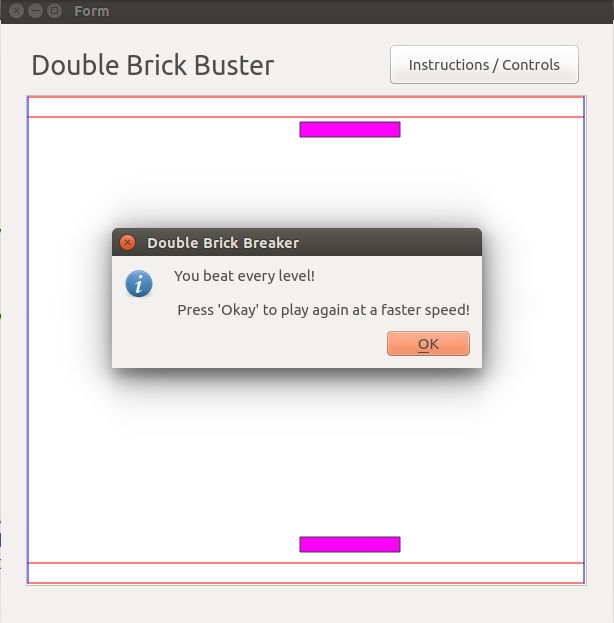 Form
Double Brick Buster
Instructions / Controls
Double Brick Breaker
You beat every level!
Press 'Okay' to play again at a faster speed!
OK